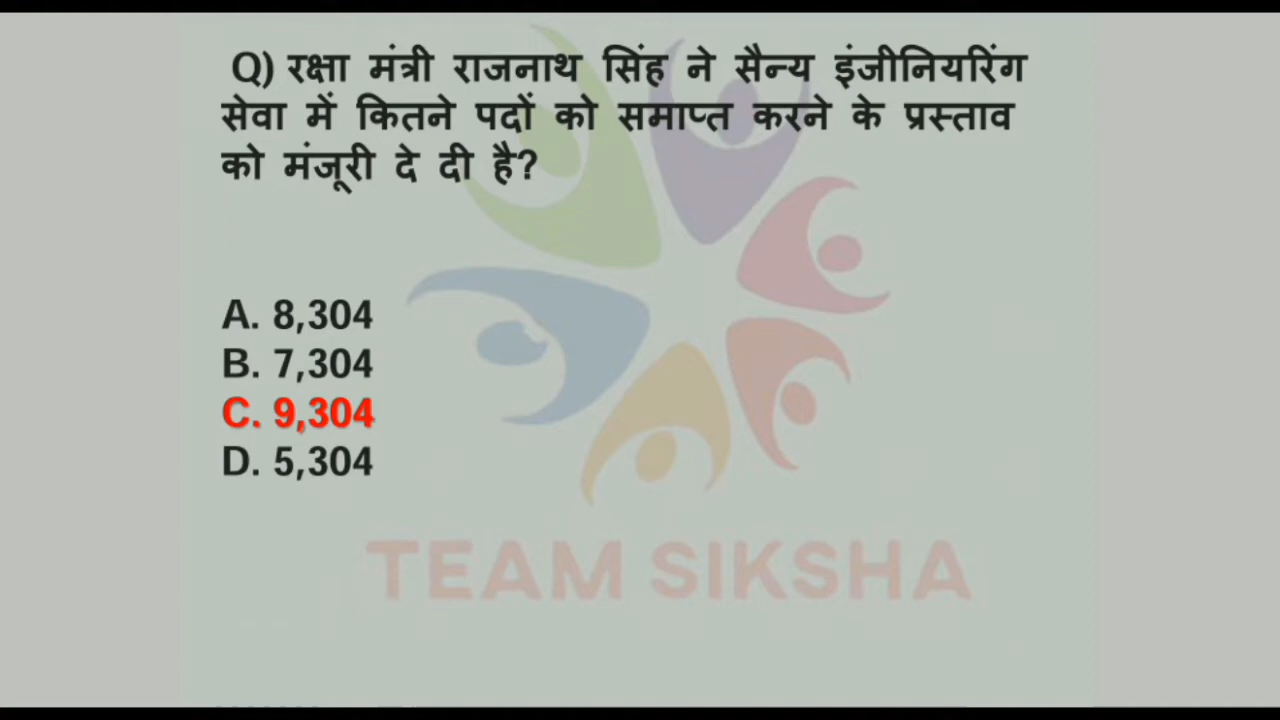 Q) रक्षा मंत्री राजनाथ सिंह ने सैन्य इंजीनियरिंग
सेवा में कितने पदों को समाप्त करने के प्रस्ताव
को मंजूरी दे दी है?
A. 8,304
B. 7,304
C. 9,304
D. 5,304
TEAM SIKSHA